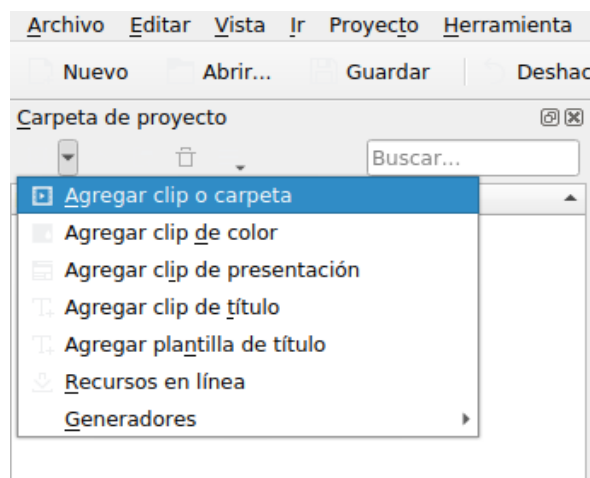 Archivo Editar Vista Ir Proyecto Herramienta
Nuevo Abrir... Guardar Deshac
Carpeta de proyecto
Buscar...
Agregar clip o carpeta
Agregar clip de color
Agregar clip de presentación
Agregar clip de título
Agregar plantilla de título
Recursos en línea
Generadores